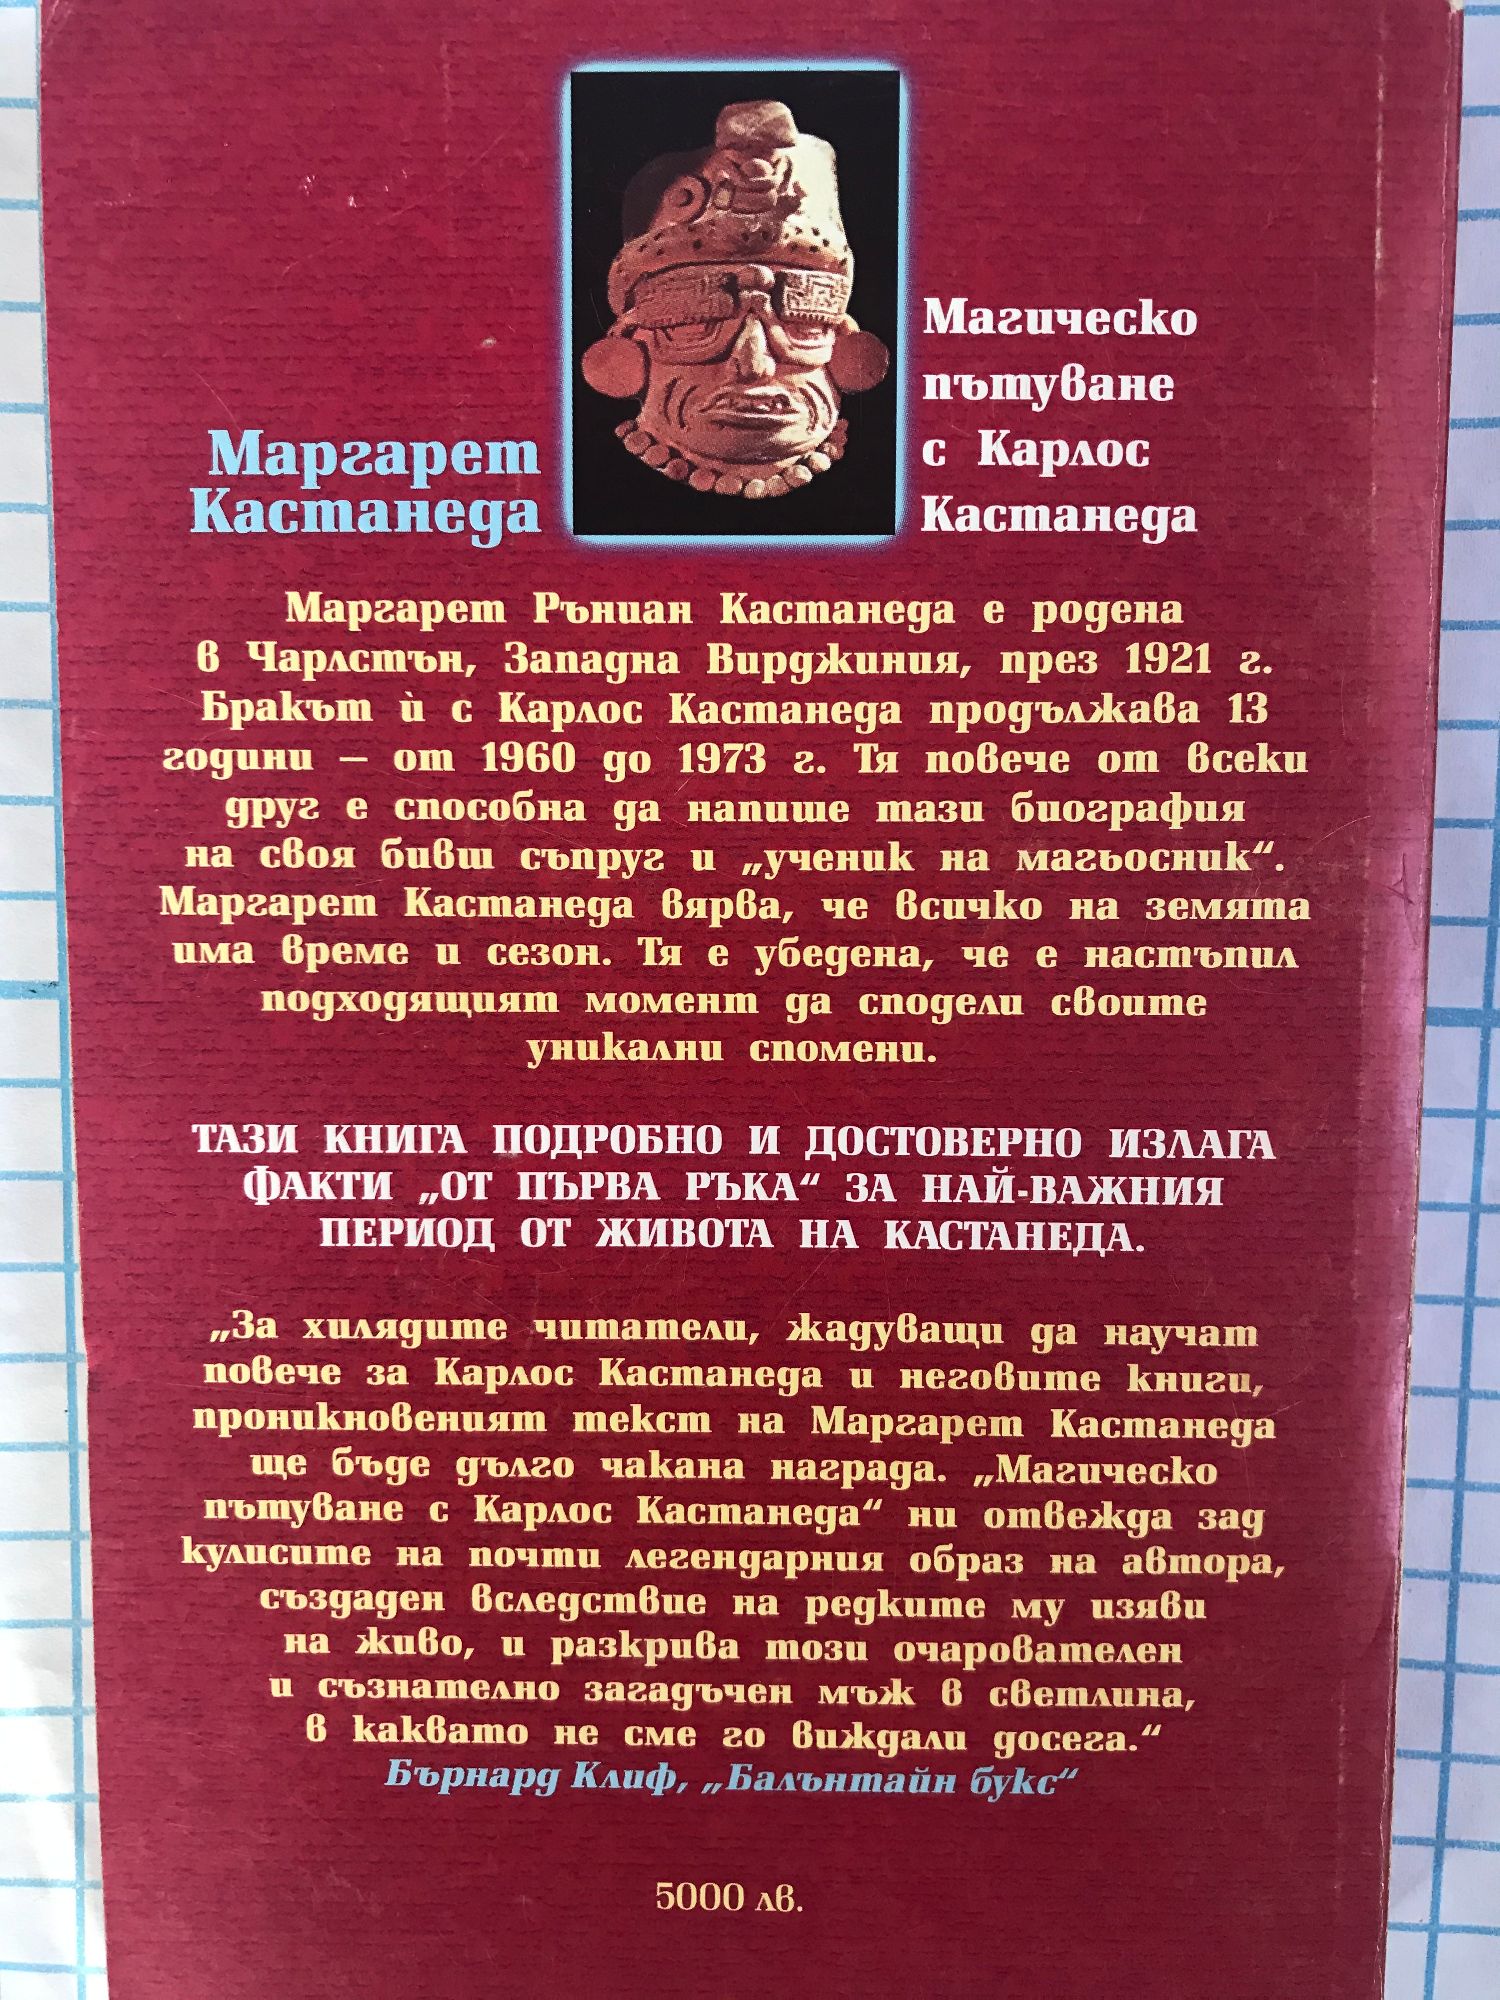 Маргарет
Кастанеда
Магическо
пътуване
с Карлос
Кастанеда
Маргарет Ръниан Кастанеда е родена
в Чарлстън, Западна Вирджиния, през 1921 г.
Бракът ѝ с Карлос Кастанеда продължава 13
години – от 1960 до 1973 г. Тя повече от всеки
друг е способна да напише тази биография
на своя бивш съпруг и „ученик на магьосник“.
Маргарет Кастанеда вярва, че всичко на земята
има време и сезон. Тя е убедена, че е настъпил
подходящият момент да сподели своите
уникални спомени.
ТАЗИ КНИГА ПОДРОБНО И ДОСТОВЕРНО ИЗЛАГА
ФАКТИ „ОТ ПЪРВА РЪКА“ ЗА НАЙ-ВАЖНИЯ
ПЕРИОД ОТ ЖИВОТА НА КАСТАНЕДА.
„За хилядите читатели, жадуващи да научат
повече за Карлос Кастанеда и неговите книги,
проникновеният текст на Маргарет Кастанеда
ще бъде дълго чакана награда. „Магическо
пътуване с Карлос Кастанеда“ ни отвежда зад
кулисите на почти легендарния образ на автора,
създаден вследствие на редките му изяви
на живо, и разкрива този очарователен
и съзнателно загадъчен мъж в светлина,
в каквато не сме го виждали досега.“
Бърнард Клиф, „Балънтайн букс“
5000 лв.